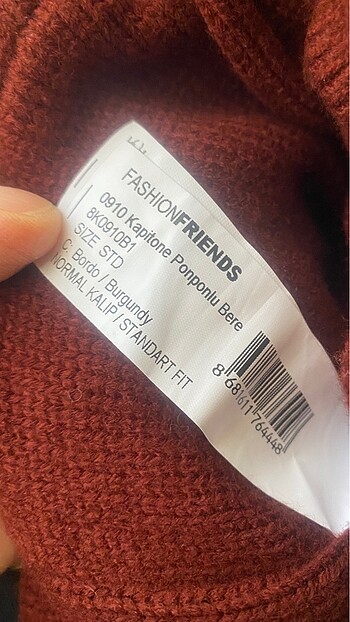 FASHIONFRIENDS
0910 Kapitone Ponponlu Bere
8K0910B1
SIZE STD
C. Bordo / Burgundy
NORMAL KALIP / STANDART FIT
8 681611 764448